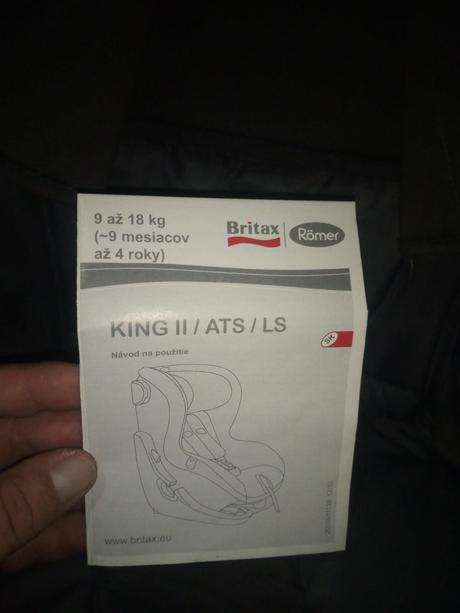 9 až 18 kg
(~9 mesiacov
až 4 roky)
Britax
Römer
KING II / ATS / LS
SK
Návod na použitie
www.britax.eu